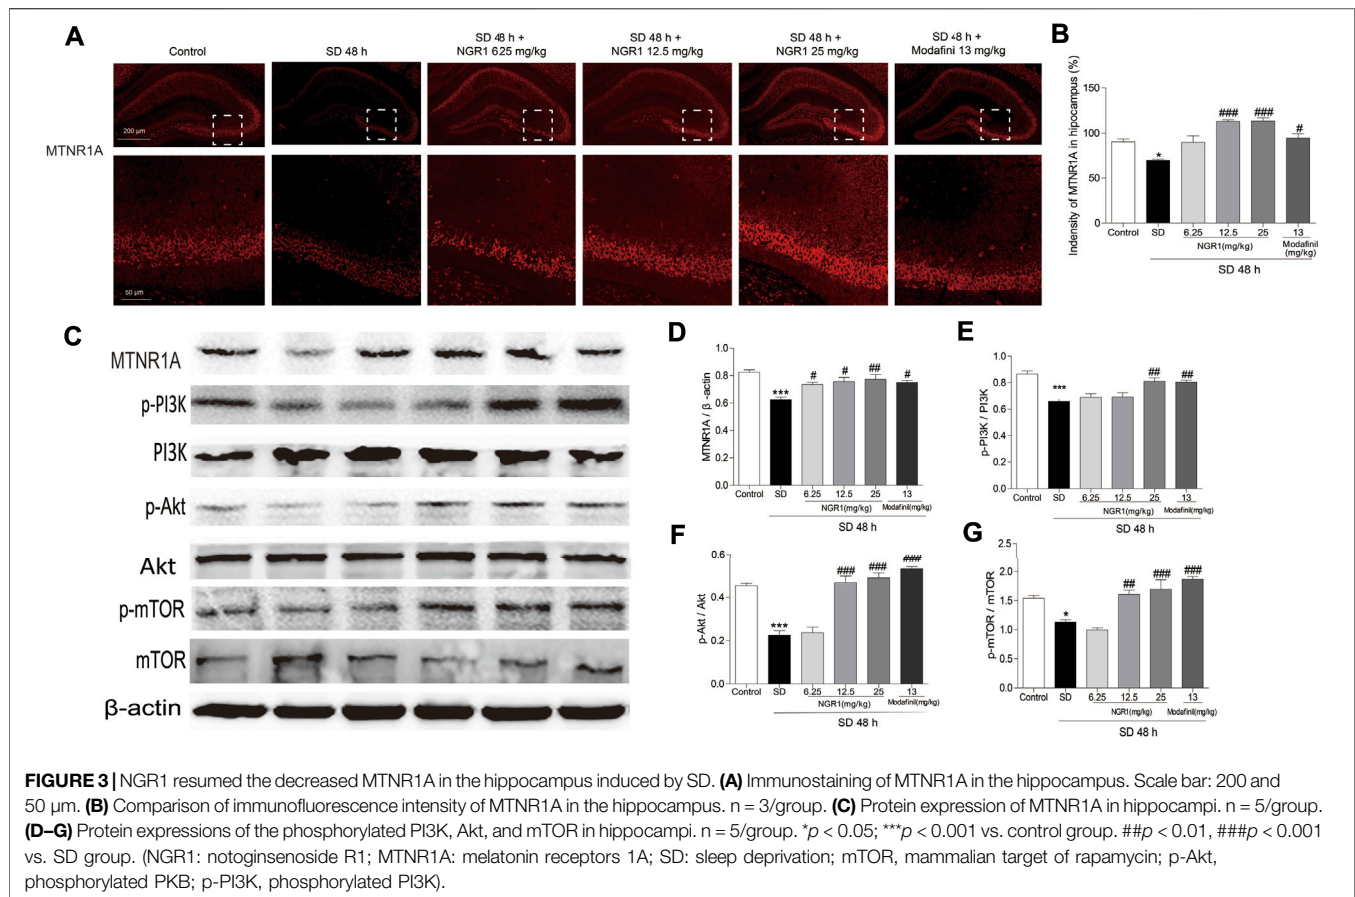 A
Control
SD 48 h
SD 48 h +
NGR1 625 mg/kg
SD 48 h +
NGR1 12.5 mg/kg
SD 48 h +
NGR1 25 mg/kg
SD 48 h +
Modafini 13 mg/kg
MTNR1A
200 µm
50 µm
B
Indensity of MTNR1A in hipocampus (%)
150
100
50
0
*
###
###
#
Control
SD
6.25
12.5
25
13
NGR1(mg/kg)
Modafinil
(mg/kg)
SD 48 h
C
MTNR1A
p-PI3K
PI3K
p-Akt
Akt
p-mTOR
mTOR
β-actin
D
MTNR1A / β -actin
1.0
0.8
0.6
0.4
0.2
0.0
***
#
#
##
#
Control
SD
6.25
12.5
25
13
NGR1(mg/kg)
Modafinil(mg/kg)
SD 48 h
E
p-PI3K / PI3K
1.0
0.8
0.6
0.4
0.2
0.0
***
##
##
Control
SD
6.25
12.5
25
13
NGR1(mg/kg)
Modafinil(mg/kg)
SD 48 h
F
p-Akt / Akt
0.6
0.4
0.2
0.0
***
###
###
###
Control
SD
6.25
12.5
25
13
NGR1(mg/kg)
Modafinil(mg/kg)
SD 48 h
G
p-mTOR / mTOR
2.5
2.0
1.5
1.0
0.5
0.0
*
##
###
###
Control
SD
6.25
12.5
25
13
NGR1(mg/kg)
Modafinil(mg/kg)
SD 48 h
FIGURE 3 | NGR1 resumed the decreased MTNR1A in the hippocampus induced by SD. (A) Immunostaining of MTNR1A in the hippocampus. Scale bar: 200 and
50 µm. (B) Comparison of immunofluorescence intensity of MTNR1A in the hippocampus. n = 3/group. (C) Protein expression of MTNR1A in hippocampi. n = 5/group.
(D–G) Protein expressions of the phosphorylated PI3K, Akt, and mTOR in hippocampi. n = 5/group. *p < 0.05; ***p < 0.001 vs. control group. ##p < 0.01, ###p < 0.001
vs. SD group. (NGR1: notoginsenoside R1; MTNR1A: melatonin receptors 1A; SD: sleep deprivation; mTOR, mammalian target of rapamycin; p-Akt,
phosphorylated PKB; p-PI3K, phosphorylated PI3K).